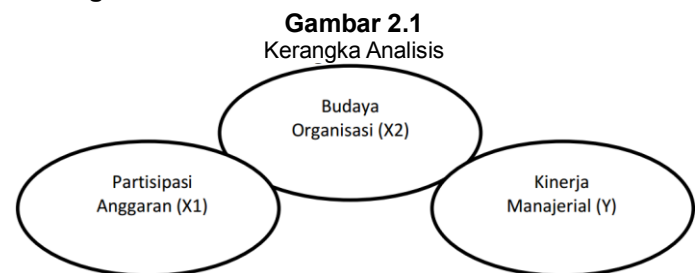 Gambar 2.1
Kerangka Analisis
Budaya
Organisasi (X2)
Partisipasi
Anggaran (X1)
Kinerja
Manajerial (Y)